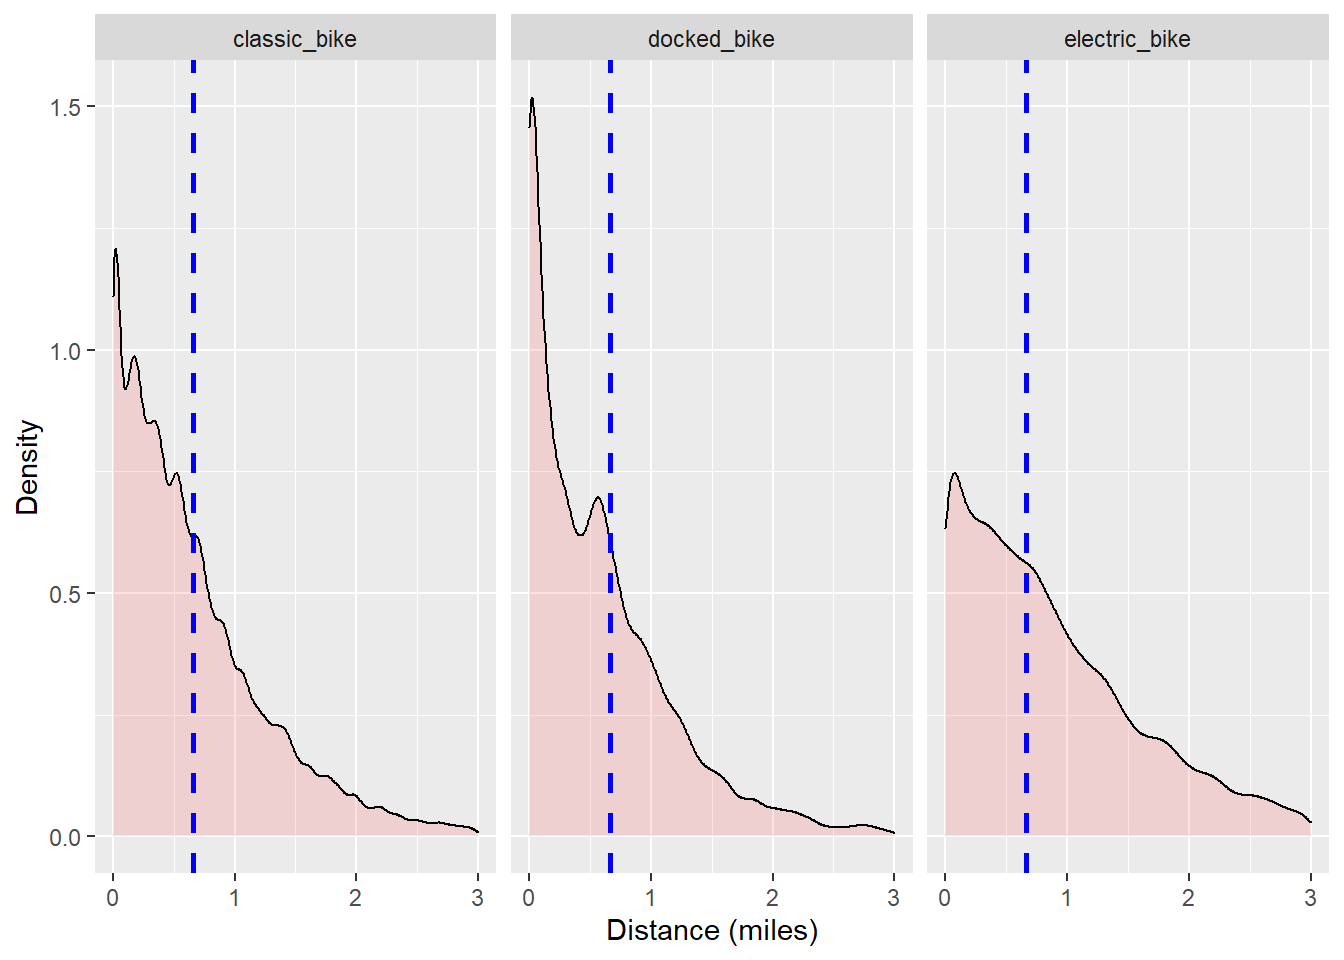 classic_bike docked_bike electric_bike
1.5
1.0
0.5
0.0
Density
0 1 2 3 0 1 2 3 0 1 2 3
Distance (miles)